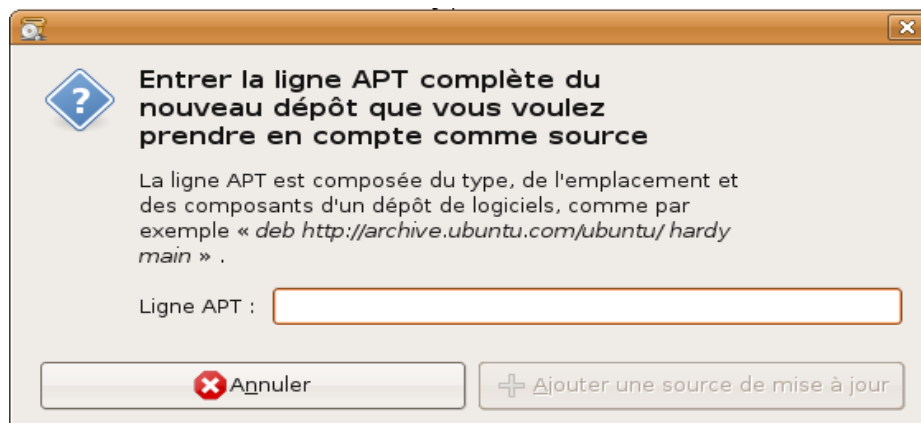 Entrer la ligne APT complète du
nouveau dépôt que vous voulez
prendre en compte comme source
La ligne APT est composée du type, de l'emplacement et
des composants d'un dépôt de logiciels, comme par
exemple « deb http://archive.ubuntu.com/ubuntu/ hardy
main » .
Ligne APT :
Annuler
Ajouter une source de mise à jour